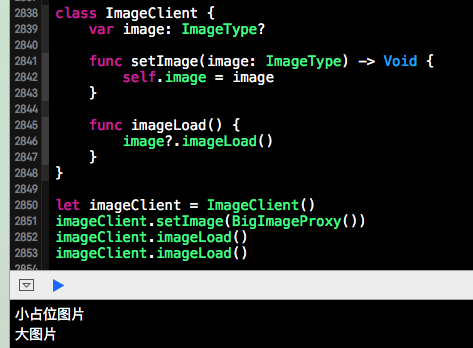 2838 class ImageClient {
2839     var image: ImageType?
2840
2841     func setImage(image: ImageType) -> Void {
2842         self.image = image
2843     }
2844
2845     func imageLoad() {
2846         image?.imageLoad()
2847     }
2848 }
2849
2850 let imageClient = ImageClient()
2851 imageClient.setImage(BigImageProxy())
2852 imageClient.imageLoad()
2853 imageClient.imageLoad()
2854
小占位图片
大图片